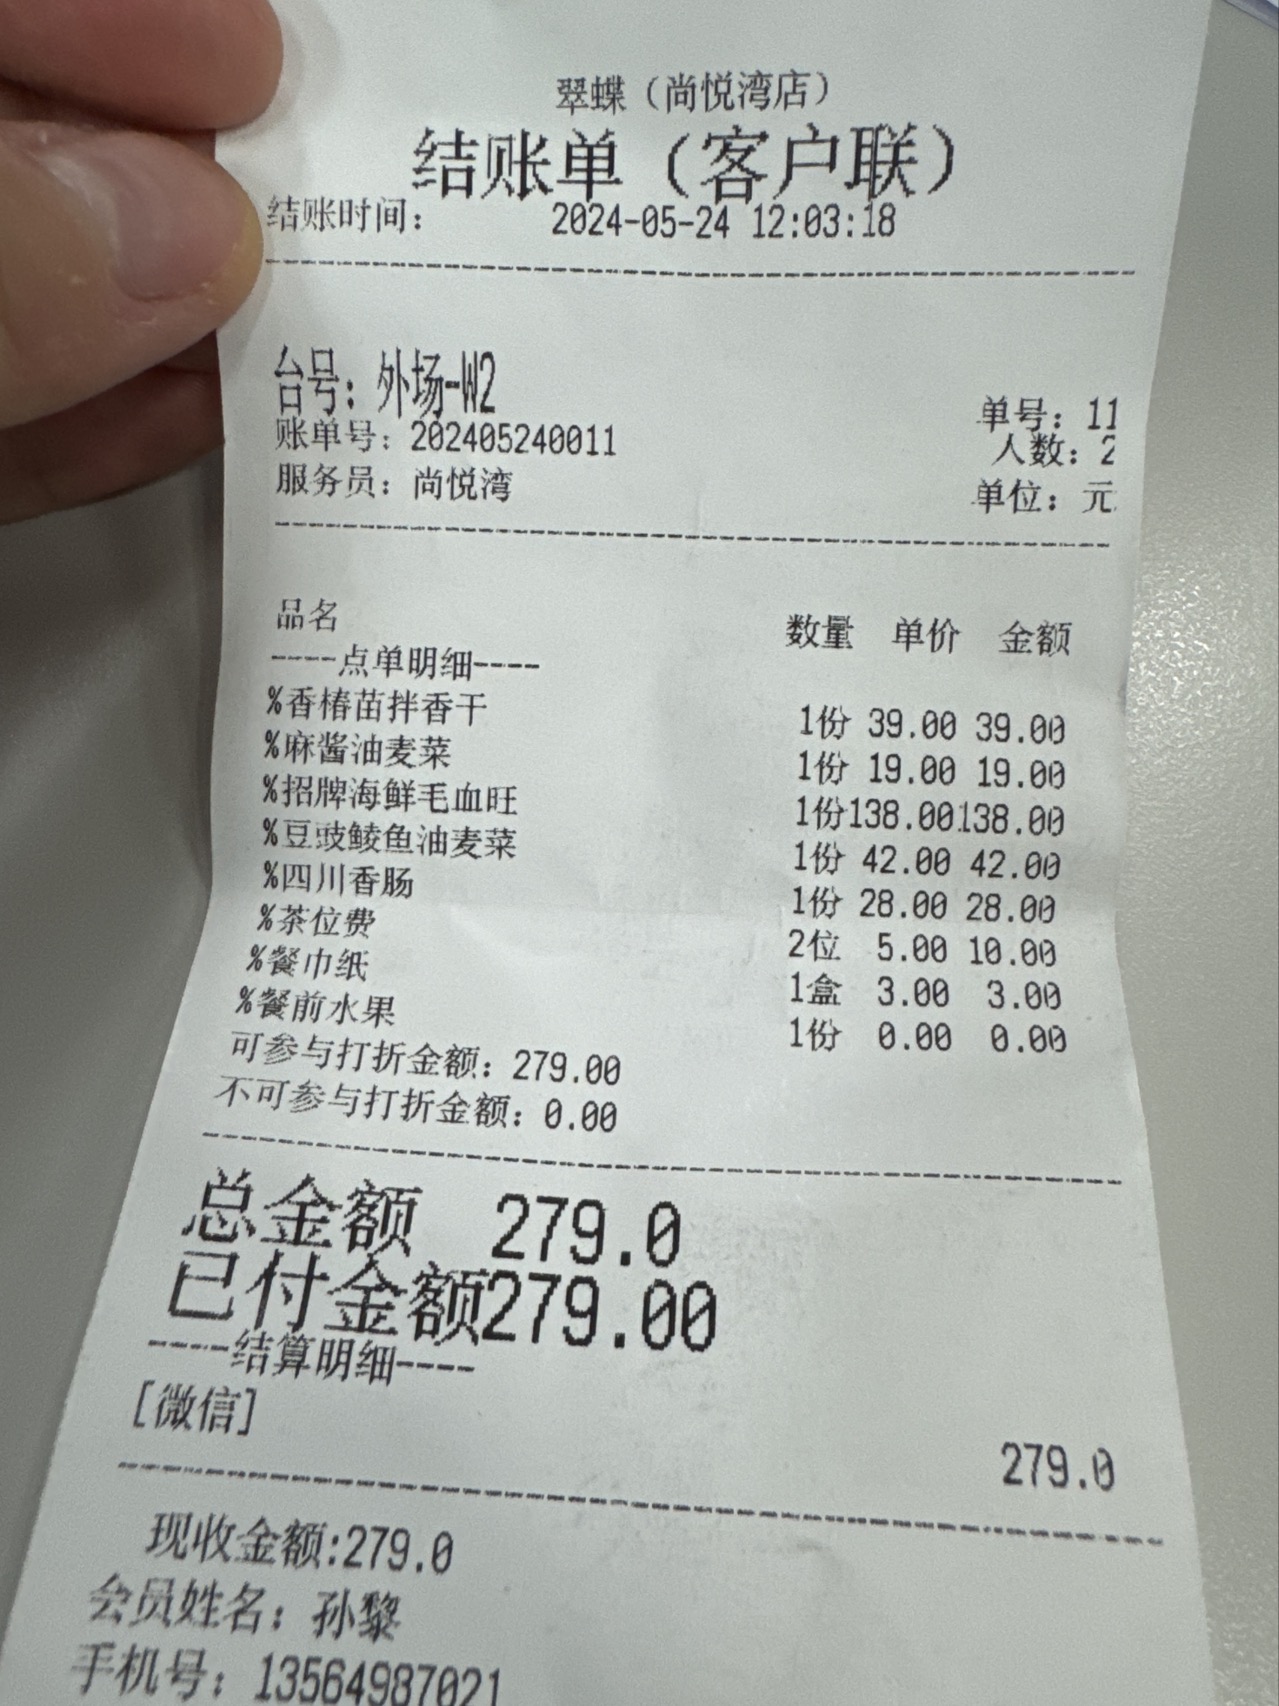 翠蝶（尚悦湾店）
结账单（客户联）
结账时间： 2024-05-24 12:03:18
台号：外场-W2
单号：11
账单号：202405240011
人数：2
服务员：尚悦湾
单位：元
品名 数量 单价 金额
----点单明细----
%香椿苗拌香干 1份 39.00 39.00
%麻酱油麦菜 1份 19.00 19.00
%招牌海鲜毛血旺 1份138.00138.00
%豆豉鲮鱼油麦菜 1份 42.00 42.00
%四川香肠 1份 28.00 28.00
%茶位费 2位 5.00 10.00
%餐巾纸 1盒 3.00 3.00
%餐前水果 1份 0.00 0.00
可参与打折金额：279.00
不可参与打折金额：0.00
总金额 279.0
已付金额279.00
----结算明细----
[微信] 279.0
现收金额:279.0
会员姓名：孙黎
手机号：13564987021